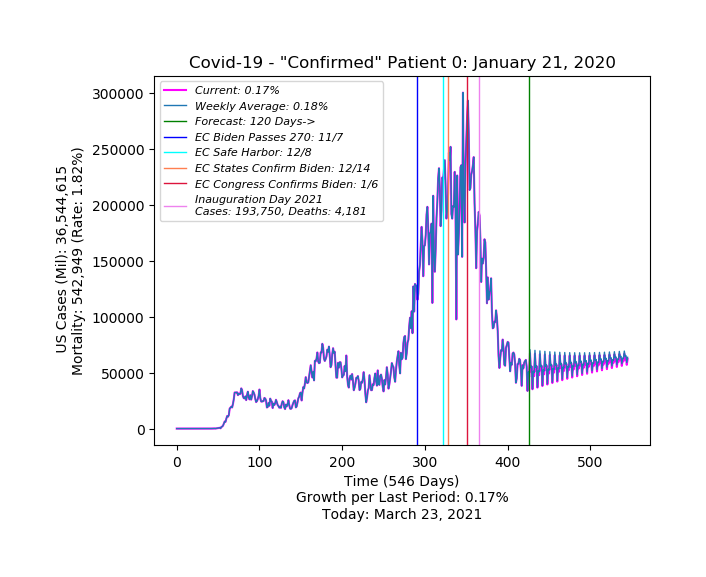 Covid-19 - "Confirmed" Patient 0: January 21, 2020
US Cases (Mil): 36,544,615
Mortality: 542,949 (Rate: 1.82%)
300000
250000
200000
150000
100000
50000
0
Current: 0.17%
Weekly Average: 0.18%
Forecast: 120 Days->
EC Biden Passes 270: 11/7
EC Safe Harbor: 12/8
EC States Confirm Biden: 12/14
EC Congress Confirms Biden: 1/6
Inauguration Day 2021
Cases: 193,750, Deaths: 4,181
0 100 200 300 400 500
Time (546 Days)
Growth per Last Period: 0.17%
Today: March 23, 2021